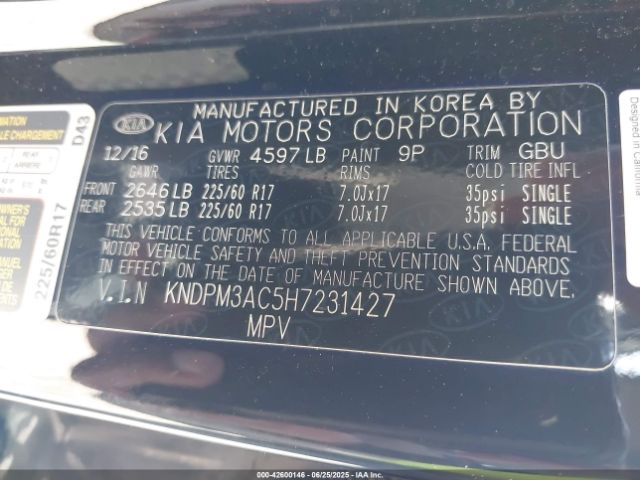 MANUFACTURED IN KOREA BY
KIA KIA MOTORS CORPORATION
12/16 GVWR 4597 LB PAINT 9P TRIM GBU
GAWR TIRES RIMS COLD TIRE INFL
FRONT 2646 LB 225/60 R17 7.0Jx17 35psi SINGLE
REAR 2535 LB 225/60 R17 7.0Jx17 35psi SINGLE
THIS VEHICLE CONFORMS TO ALL APPLICABLE U.S.A. FEDERAL
MOTOR VEHICLE SAFETY AND THEFT PREVENTION STANDARDS
IN EFFECT ON THE DATE OF MANUFACTURE SHOWN ABOVE.
V.I.N KNDPM3AC5H7231427
MPV
D43
REAR
ARRIERE
225/60R17
Designed in California
000-42600146 - 06/25/2025 - IAAI.COM